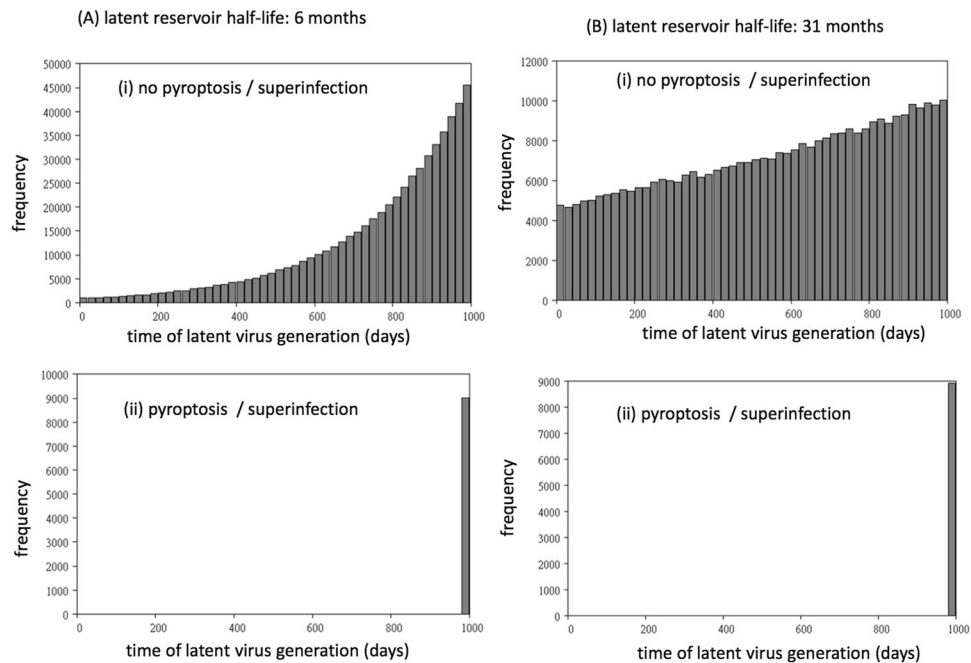 (A) latent reservoir half-life: 6 months
(B) latent reservoir half-life: 31 months
(i) no pyroptosis / superinfection
frequency
50000
45000
40000
35000
30000
25000
20000
15000
10000
5000
0
0 200 400 600 800 1000
time of latent virus generation (days)
(i) no pyroptosis / superinfection
frequency
12000
10000
8000
6000
4000
2000
0
0 200 400 600 800 1000
time of latent virus generation (days)
(ii) pyroptosis / superinfection
frequency
10000
9000
8000
7000
6000
5000
4000
3000
2000
1000
0
0 200 400 600 800 1000
time of latent virus generation (days)
(ii) pyroptosis / superinfection
frequency
9000
8000
7000
6000
5000
4000
3000
2000
1000
0
0 200 400 600 800 1000
time of latent virus generation (days)